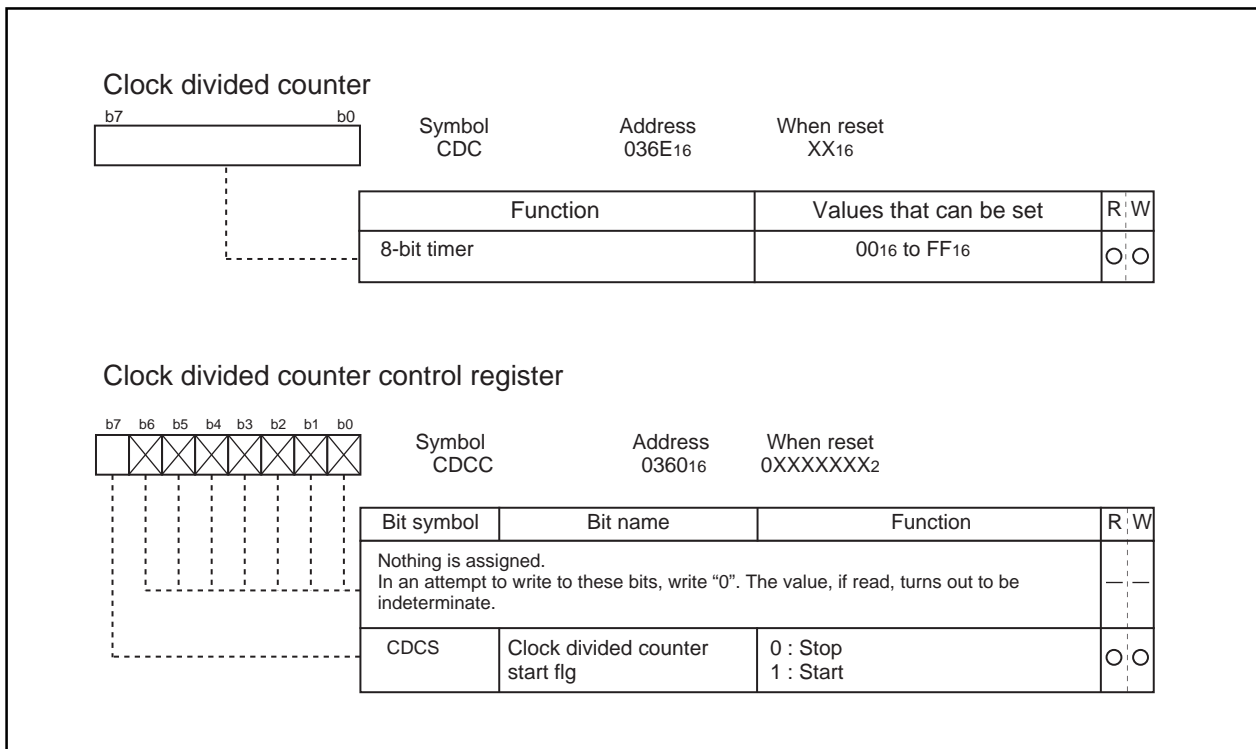 Clock divided counter
b7 b0
Symbol Address When reset
CDC 036E16 XX16
Function Values that can be set R W
8-bit timer 0016 to FF16 O O
Clock divided counter control register
b7 b6 b5 b4 b3 b2 b1 b0
Symbol Address When reset
CDCC 036016 0XXXXXXX2
Bit symbol Bit name Function R W
Nothing is assigned.
In an attempt to write to these bits, write “0”. The value, if read, turns out to be — —
indeterminate.
CDCS Clock divided counter 0 : Stop O O
start flg 1 : Start